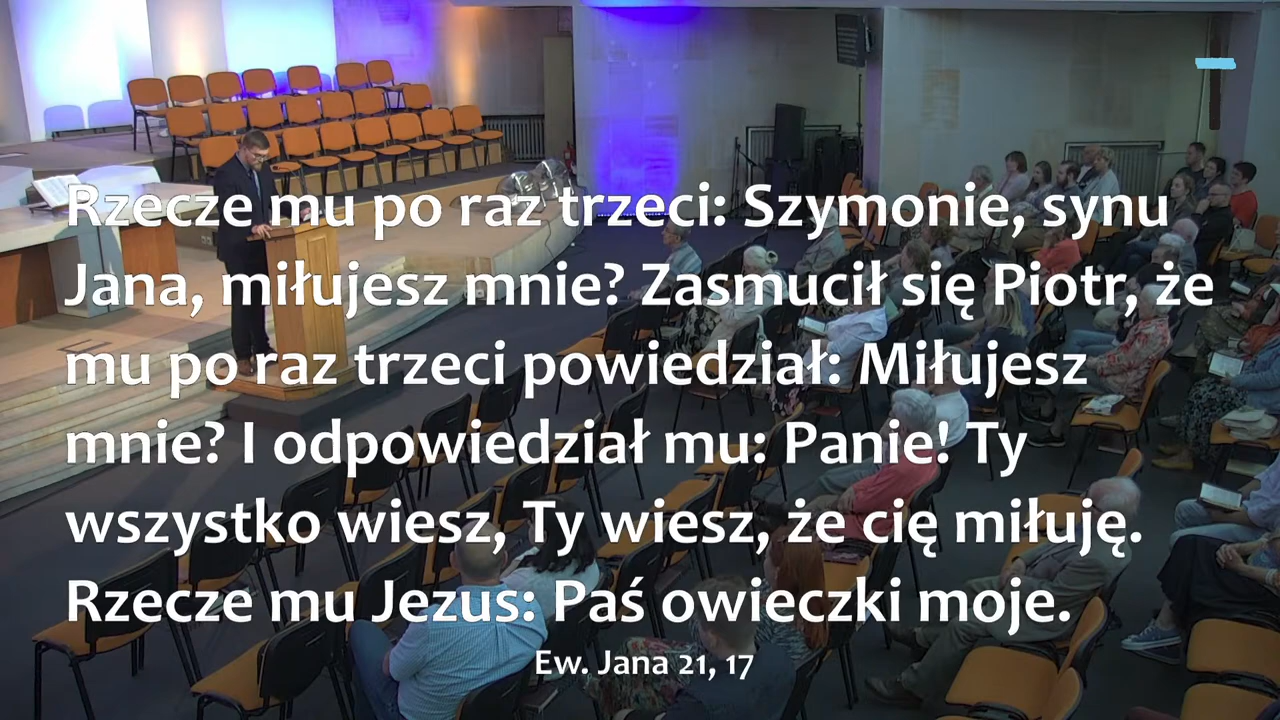 Rzecze mu po raz trzeci: Szymonie, synu
Jana, miłujesz mnie? Zasmucił się Piotr, że
mu po raz trzeci powiedział: Miłujesz
mnie? I odpowiedział mu: Panie! Ty
wszystko wiesz, Ty wiesz, że cię miłuję.
Rzecze mu Jezus: Paś owieczki moje.
Ew. Jana 21, 17